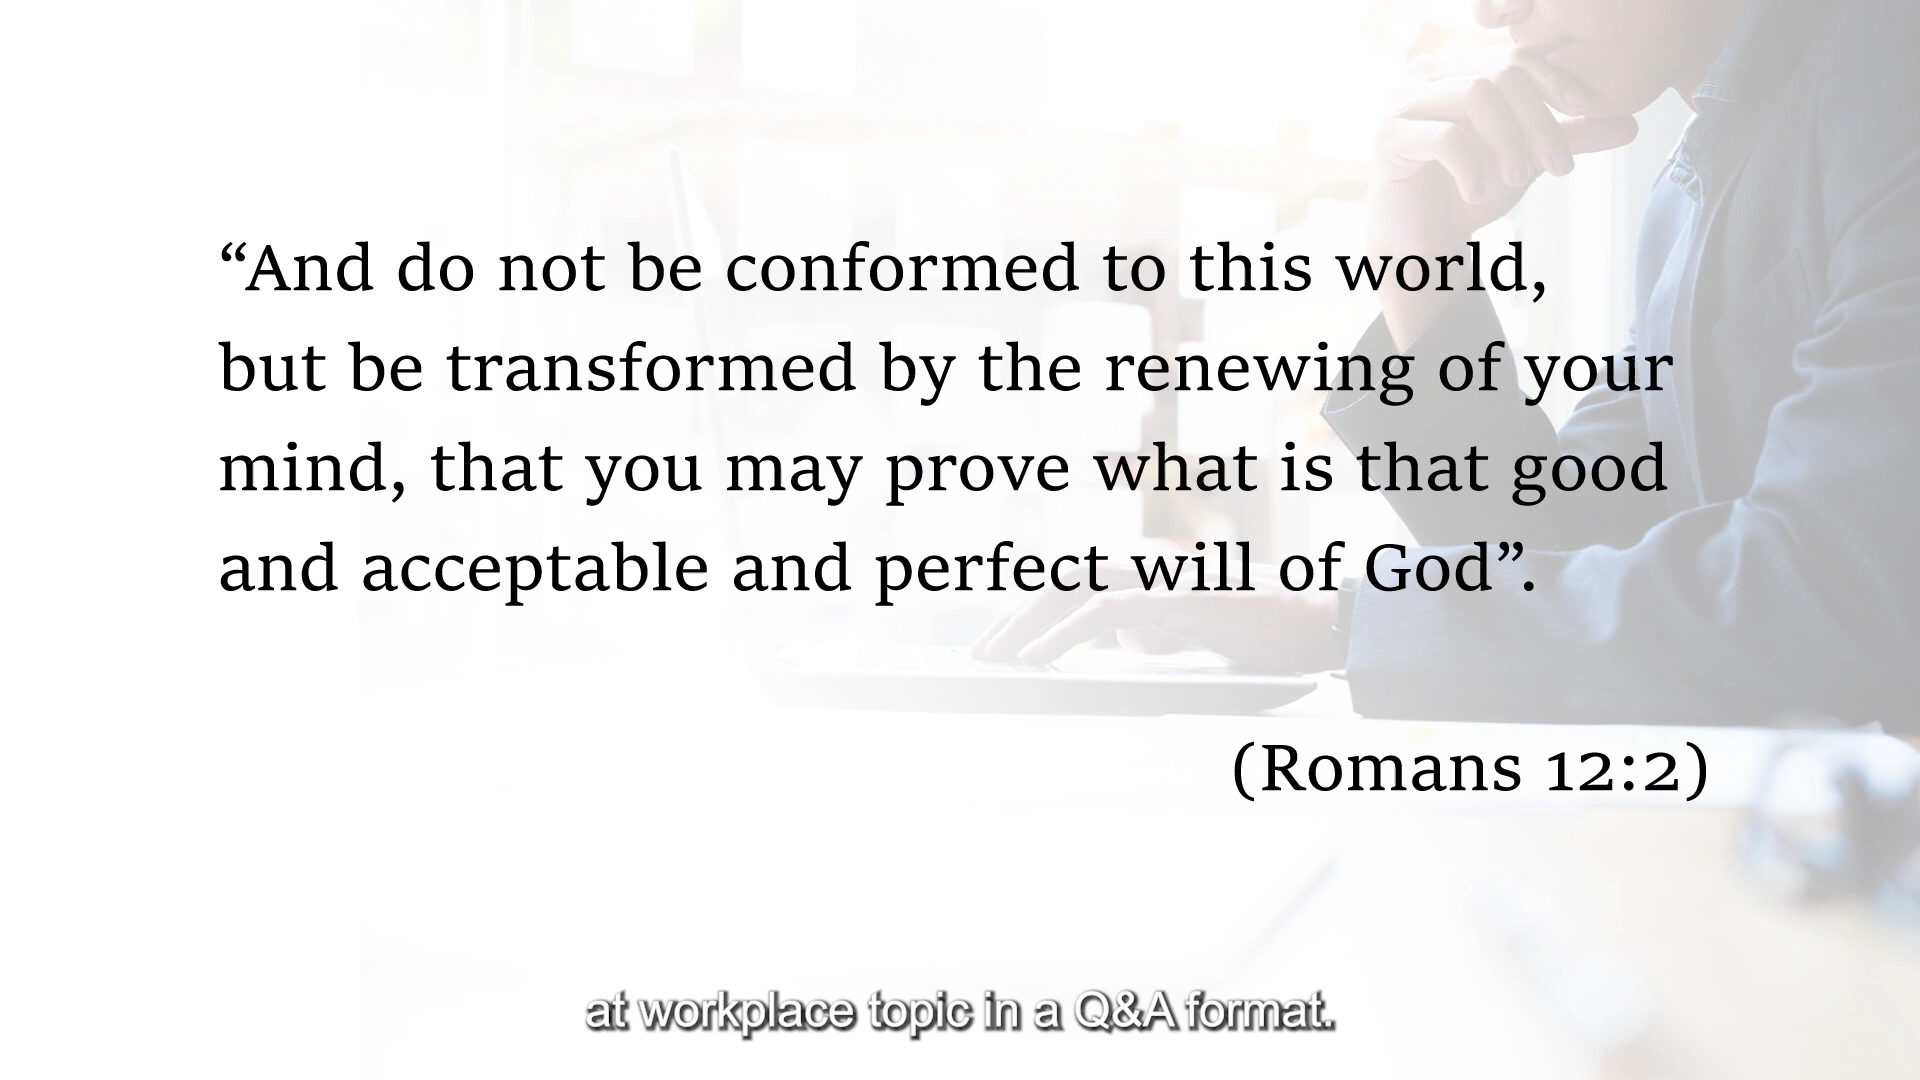 “And do not be conformed to this world,
but be transformed by the renewing of your
mind, that you may prove what is that good
and acceptable and perfect will of God”.
(Romans 12:2)
at workplace topic in a Q&A format.